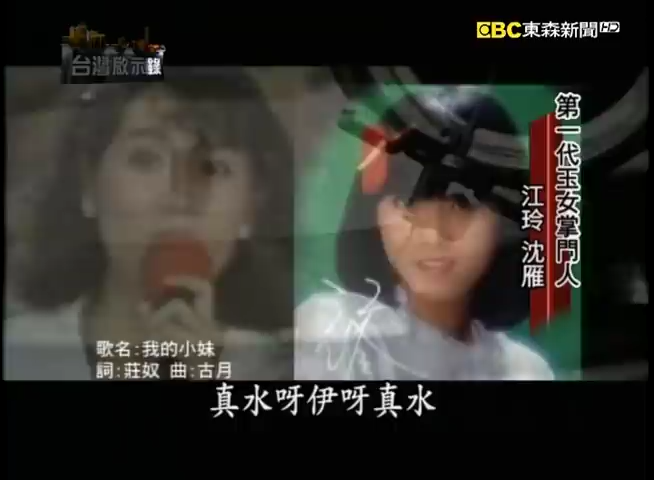 EBC東森新聞HD
台灣啟示錄
第一代玉女掌門人
江玲 沈雁
歌名:我的小妹
詞:莊奴 曲:古月
真水呀伊呀真水